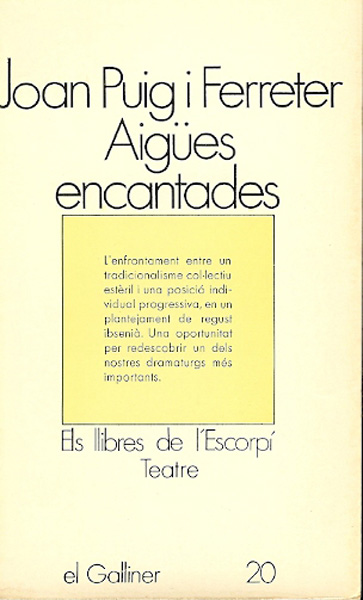 Joan Puig i Ferreter
Aigües
encantades
L'enfrontament entre un
tradicionalisme col·lectiu
estèril i una posició indi-
vidual progressiva, en un
plantejament de regust
ibsenià. Una oportunitat
per redescobrir un dels
nostres dramaturgs més
importants.
Els llibres de l'Escorpí
Teatre
el Galliner 20